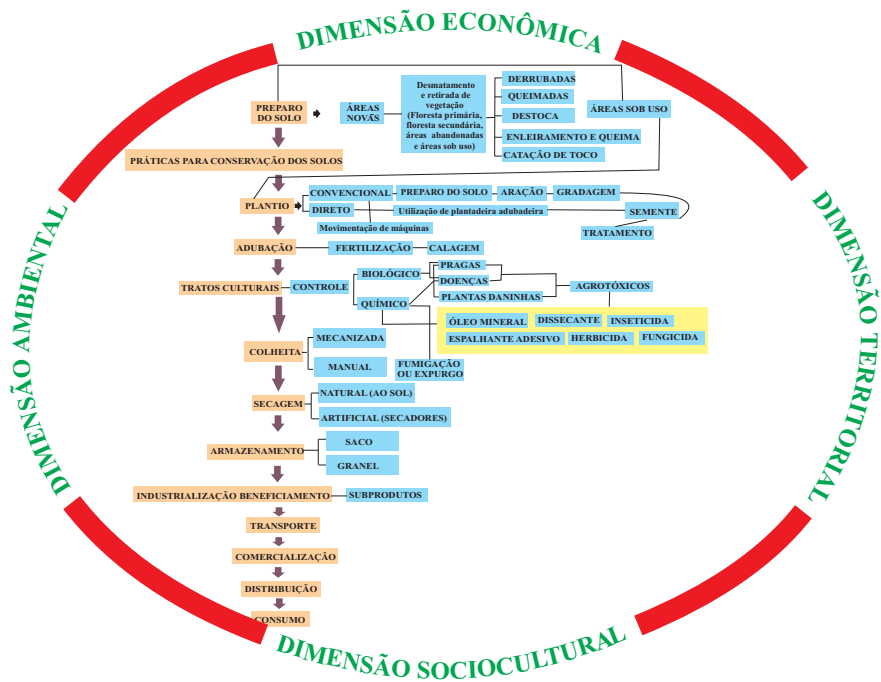 DIMENSÃO ECONÔMICA
DERRUBADAS
QUEIMADAS
DESTOCA
ENLEIRAMENTO E QUEIMA
CATAÇÃO DE TOCO
Desmatamento
e retirada de
vegetação
(Floresta primária,
floresta secundária,
áreas abandonadas
e áreas sob uso)
ÁREAS SOB USO
PREPARO
DO SOLO
ÁREAS
NOVAS
PRÁTICAS PARA CONSERVAÇÃO DOS SOLOS
PLANTIO
CONVENCIONAL
PREPARO DO SOLO
ARAÇÃO
GRADAGEM
DIRETO
Utilização de plantadeira adubadeira
SEMENTE
Movimentação de máquinas
TRATAMENTO
ADUBAÇÃO
FERTILIZAÇÃO
CALAGEM
TRATOS CULTURAIS
CONTROLE
BIOLÓGICO
PRAGAS
DOENÇAS
PLANTAS DANINHAS
AGROTÓXICOS
QUÍMICO
ÓLEO MINERAL
DISSECANTE
INSETICIDA
ESPALHANTE ADESIVO
HERBICIDA
FUNGICIDA
COLHEITA
MECANIZADA
MANUAL
FUMIGAÇÃO
OU EXPURGO
SECAGEM
NATURAL (AO SOL)
ARTIFICIAL (SECADORES)
ARMAZENAMENTO
SACO
GRANEL
INDUSTRIALIZAÇÃO BENEFICIAMENTO
SUBPRODUTOS
TRANSPORTE
COMERCIALIZAÇÃO
DISTRIBUIÇÃO
CONSUMO
DIMENSÃO AMBIENTAL
DIMENSÃO TERRITORIAL
DIMENSÃO SOCIOCULTURAL